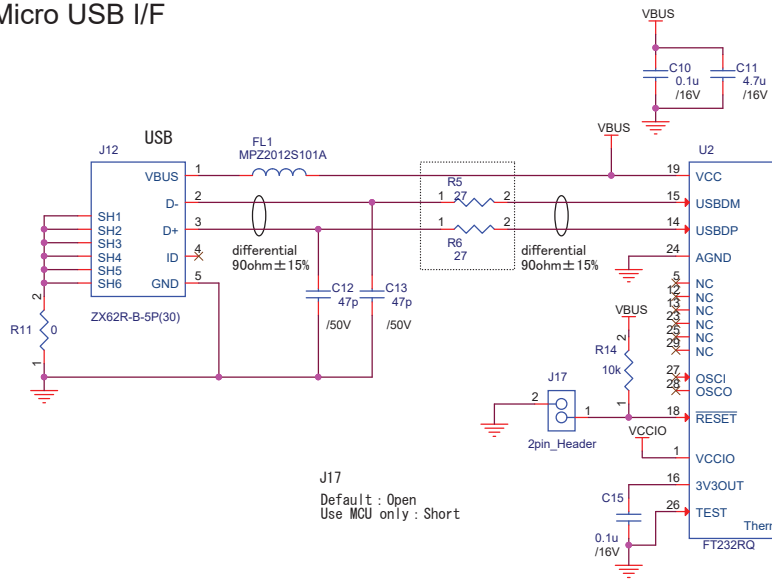 Micro USB I/F
VBUS
C10
0.1u
/16V
C11
4.7u
/16V
USB
J12
FL1
MPZ2012S101A
VBUS
U2
VBUS
1
19
VCC
D-
2
R5
27
1
2
15
USBDM
SH1
SH2
SH3
SH4
SH5
SH6
D+
3
1
2
R6
27
14
USBDP
ID
4
differential
90ohm±15%
differential
90ohm±15%
24
AGND
GND
5
C12
47p
/50V
C13
47p
/50V
ZX62R-B-5P(30)
2
R11
0
1
5
NC
12
NC
13
NC
23
NC
25
NC
29
NC
VBUS
2
R14
10k
1
27
OSCI
28
OSCO
J17
2
1
2pin_Header
18
RESET
VCCIO
1
VCCIO
J17
Default : Open
Use MCU only : Short
16
3V3OUT
C15
0.1u
/16V
26
TEST
Therm
FT232RQ